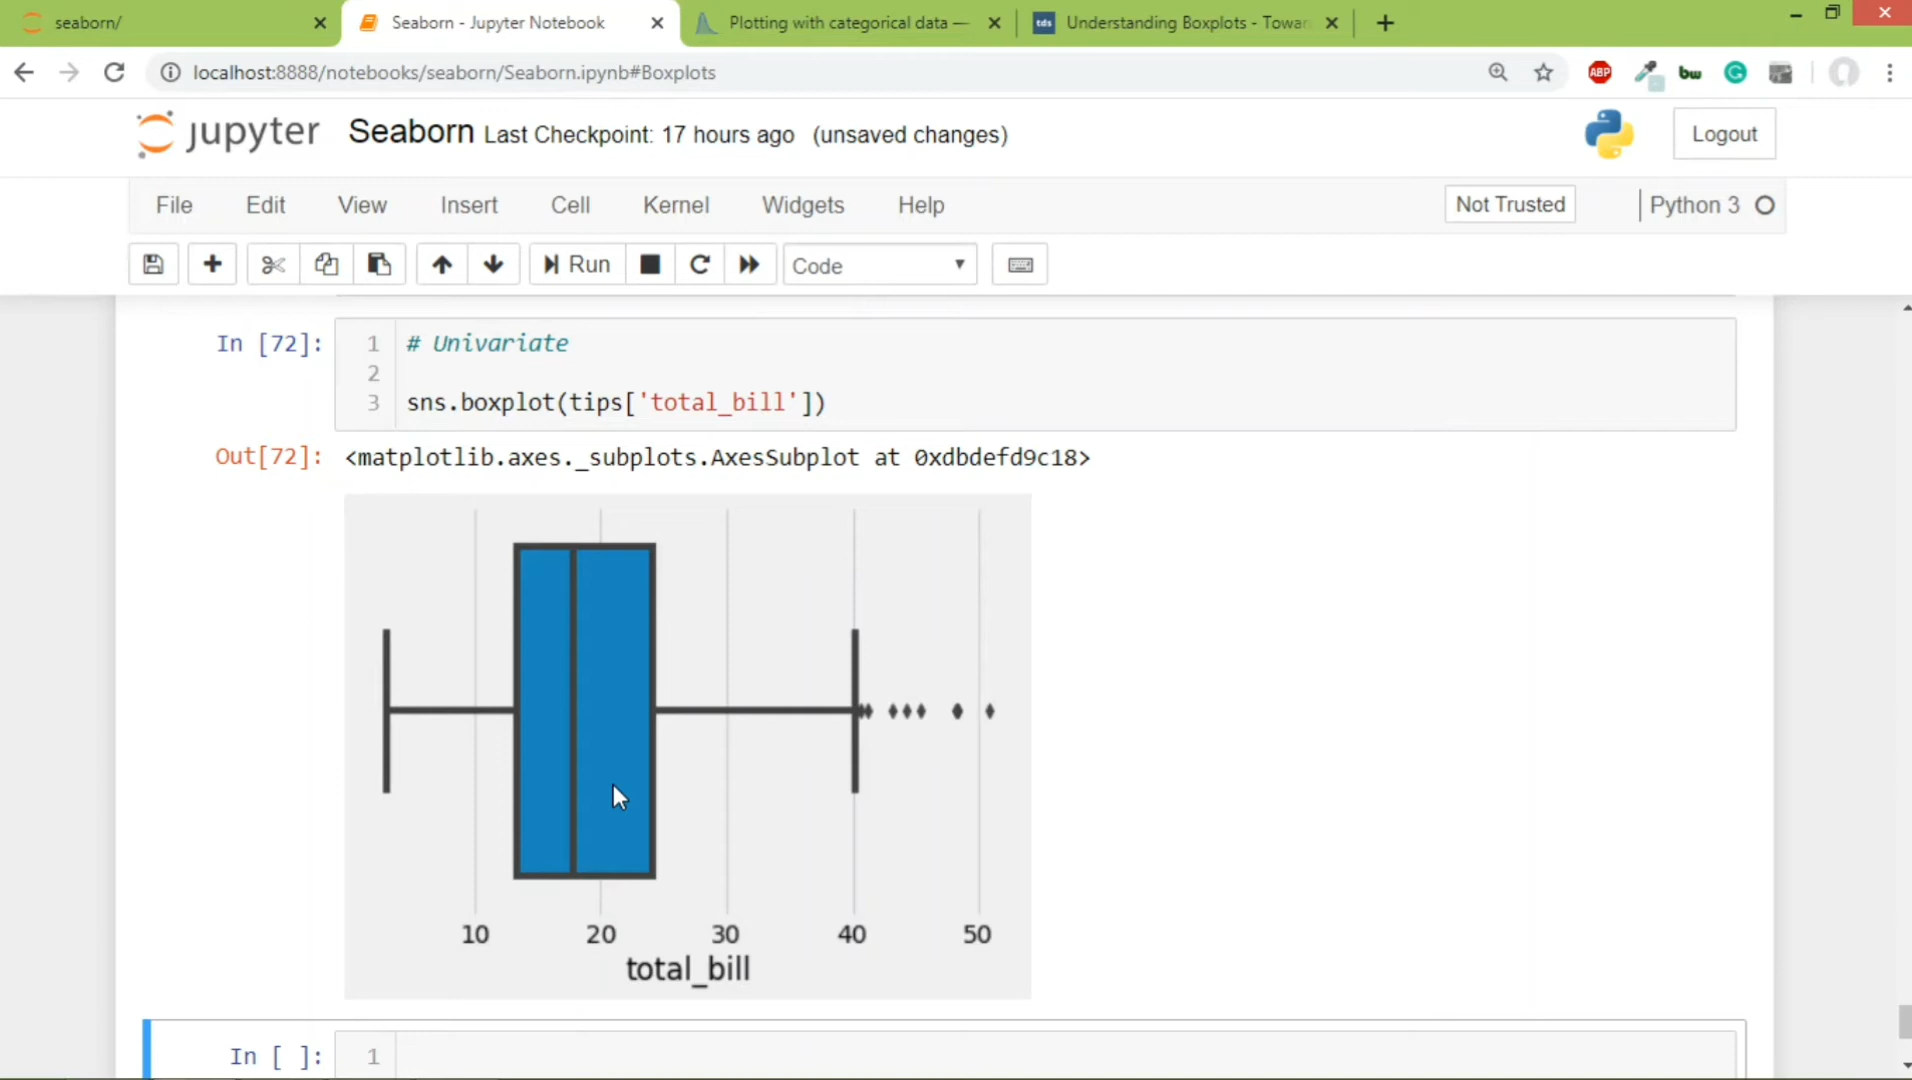 seaborn/
Seaborn - Jupyter Notebook
Plotting with categorical data —
tds Understanding Boxplots - Towar
localhost:8888/notebooks/seaborn/Seaborn.ipynb#Boxplots
ABP
bw
jupyter Seaborn Last Checkpoint: 17 hours ago (unsaved changes)
Logout
File Edit View Insert Cell Kernel Widgets Help
Not Trusted
Python 3
Run
Code
In [72]:
1 # Univariate
2
3 sns.boxplot(tips['total_bill'])
Out[72]: <matplotlib.axes._subplots.AxesSubplot at 0xdbdefd9c18>
10 20 30 40 50
total_bill
In [ ]: 1